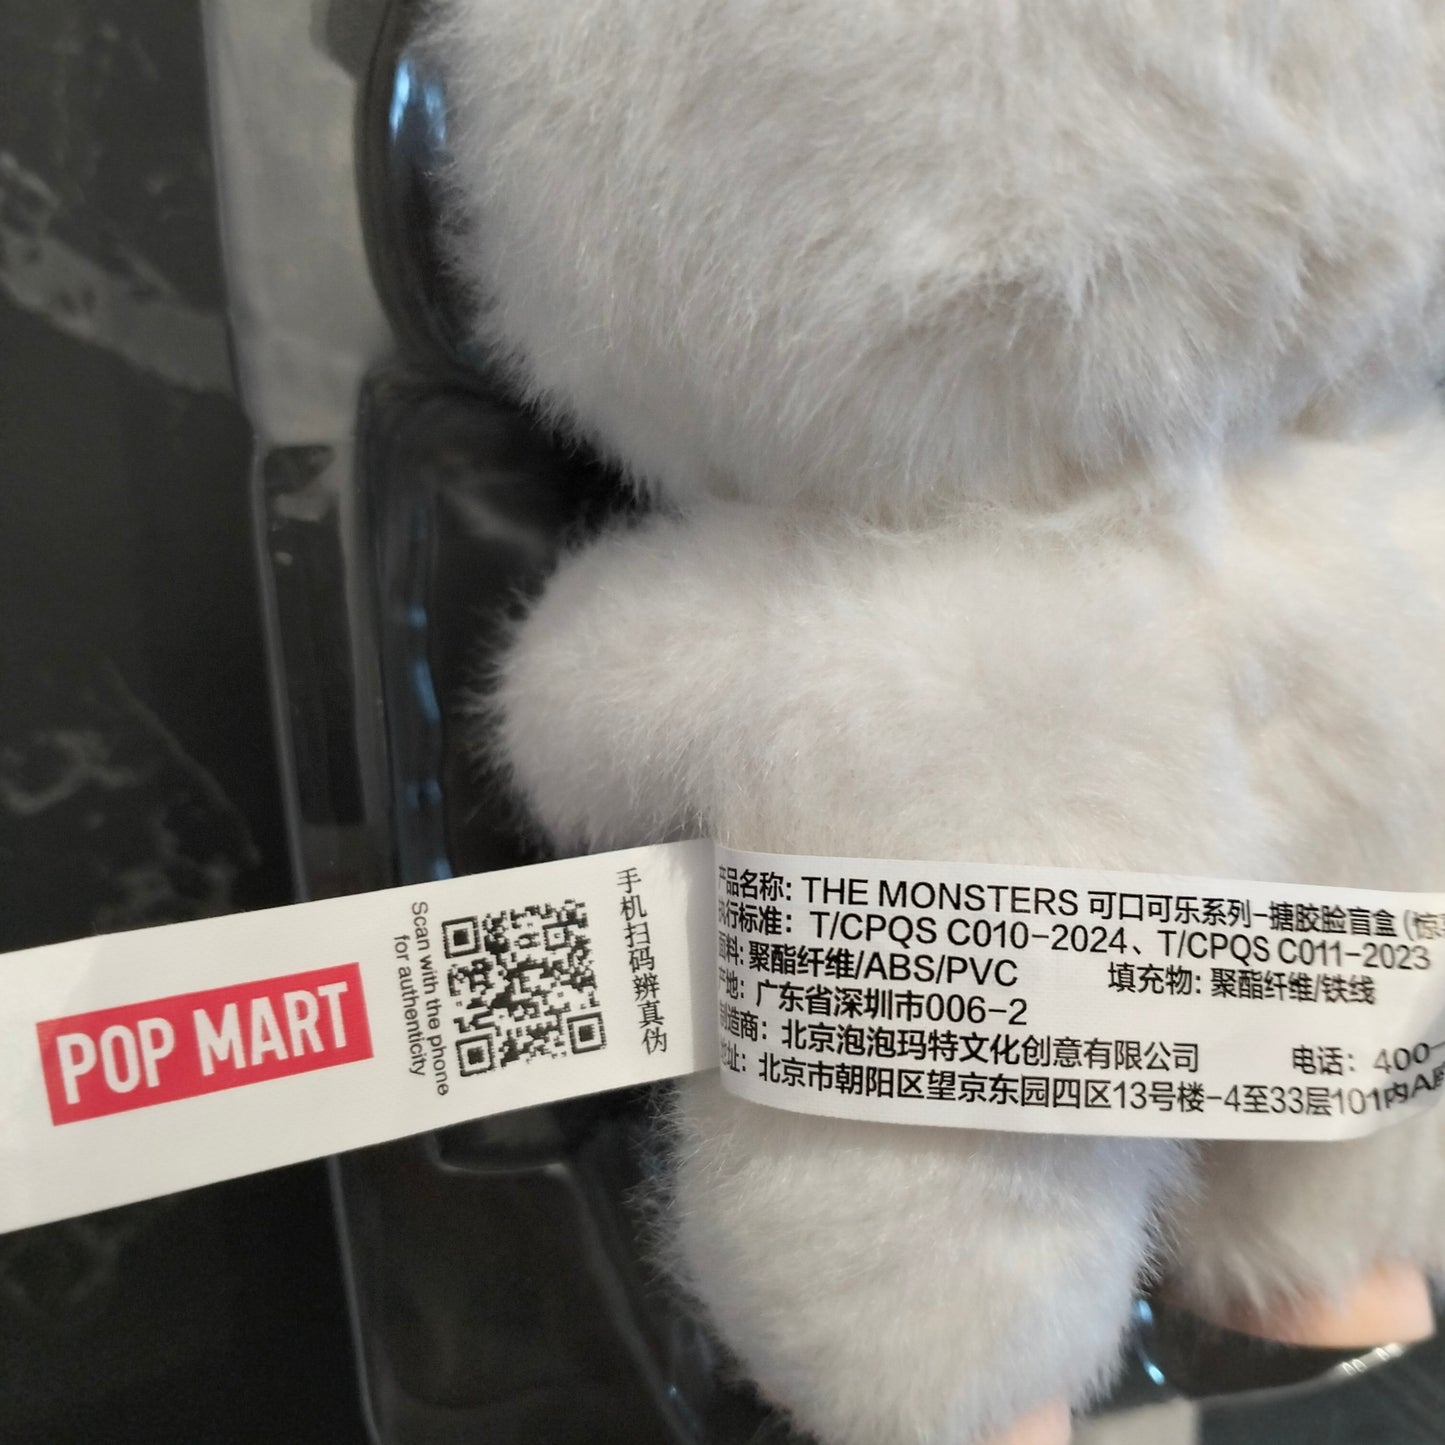 POP MART
Scan with the phone
for authenticity
手机扫码辨真伪
产品名称: THE MONSTERS 可口可乐系列-搪胶脸盲盒
执行标准: T/CPQS C010-2024、T/CPQS C011-2023
面料: 聚酯纤维/ABS/PVC 填充物: 聚酯纤维/铁线
产地: 广东省深圳市006-2
制造商: 北京泡泡玛特文化创意有限公司 电话: 400-
地址: 北京市朝阳区望京东园四区13号楼-4至33层101内A